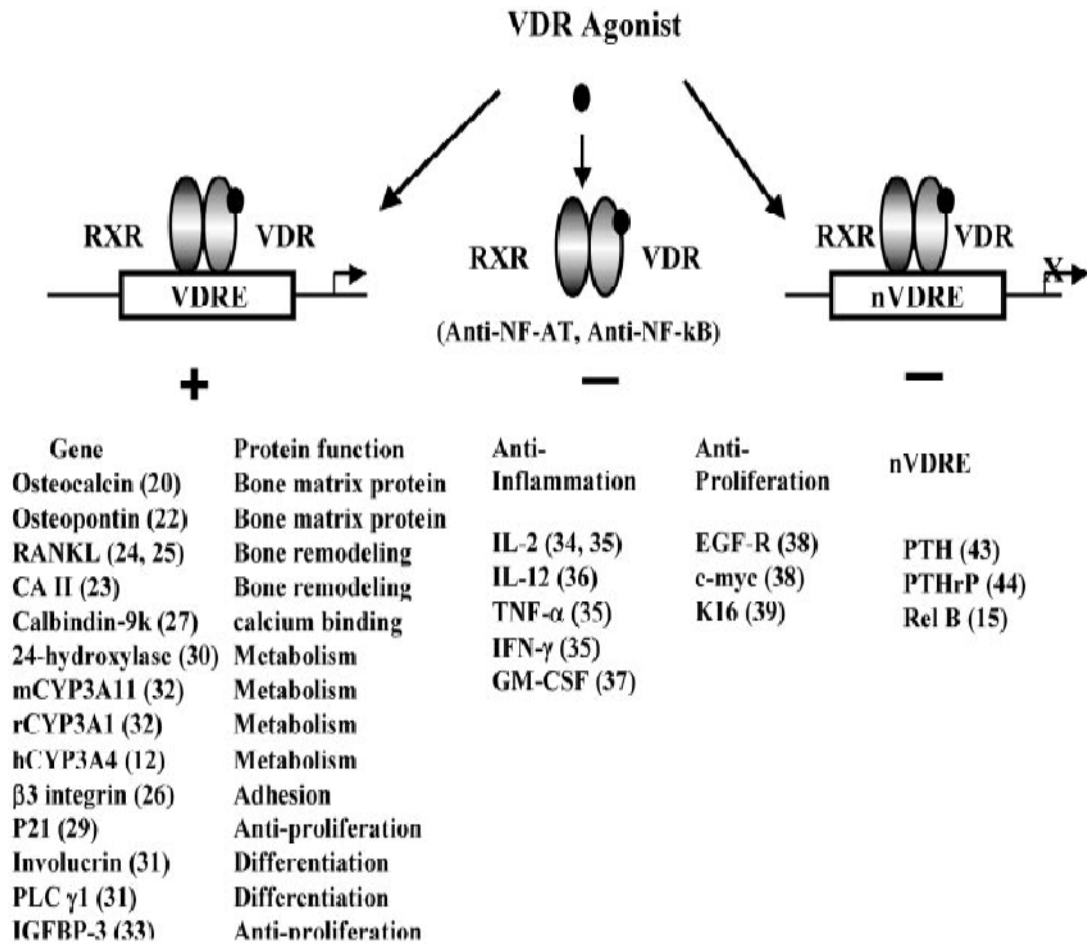 VDR Agonist
RXR VDR
VDRE
RXR VDR
(Anti-NF-AT, Anti-NF-kB)
RXR VDR
nVDRE
X
+
–
–
Gene Protein function
Osteocalcin (20) Bone matrix protein
Osteopontin (22) Bone matrix protein
RANKL (24, 25) Bone remodeling
CA II (23) Bone remodeling
Calbindin-9k (27) calcium binding
24-hydroxylase (30) Metabolism
mCYP3A11 (32) Metabolism
rCYP3A1 (32) Metabolism
hCYP3A4 (12) Metabolism
β3 integrin (26) Adhesion
P21 (29) Anti-proliferation
Involucrin (31) Differentiation
PLC γ1 (31) Differentiation
IGFBP-3 (33) Anti-proliferation
Anti-
Inflammation
IL-2 (34, 35)
IL-12 (36)
TNF-α (35)
IFN-γ (35)
GM-CSF (37)
Anti-
Proliferation
EGF-R (38)
c-myc (38)
K16 (39)
nVDRE
PTH (43)
PTHrP (44)
Rel B (15)